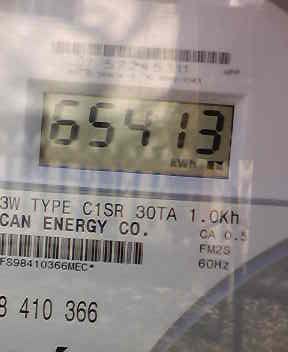 65413
kWh
3W TYPE C1SR 30TA 1.0Kh
CAN ENERGY CO.
CA 0.5
FM2S
60Hz
FS98410366MEC*
8 410 366